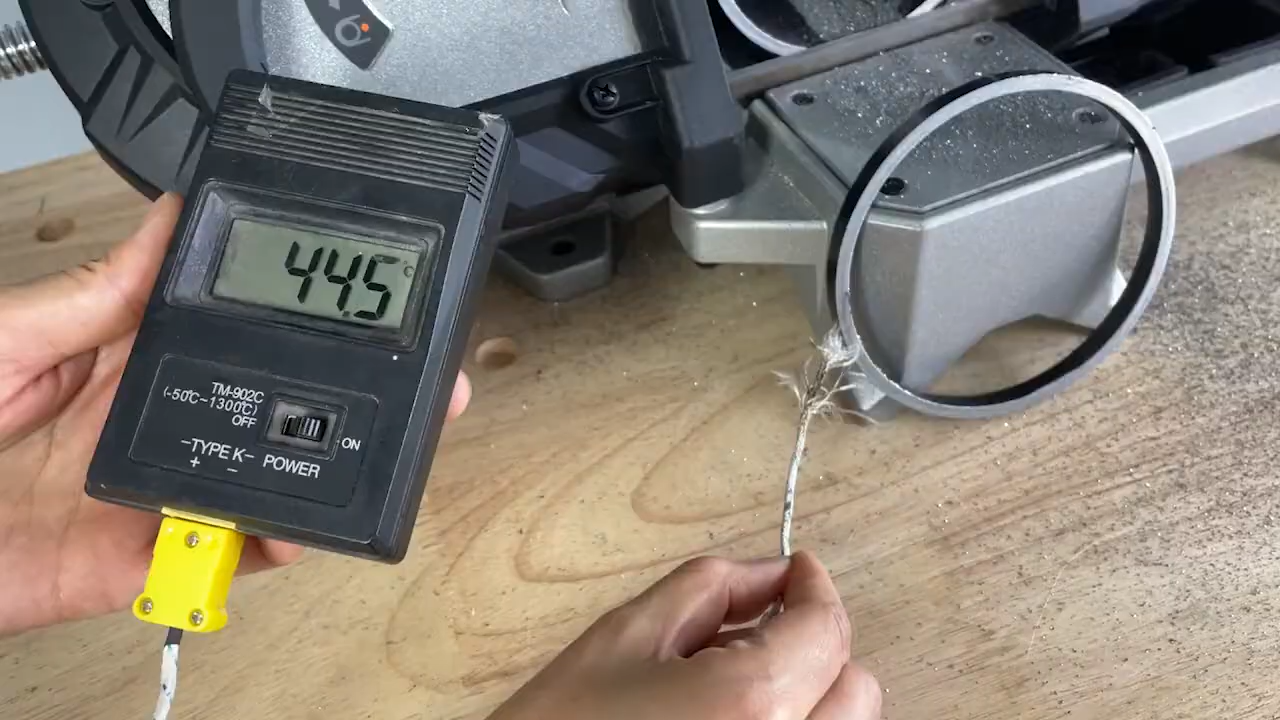 44.5 °C
TM-902C
(-50℃~1300℃)
OFF
ON
-TYPE K-
+ -
POWER